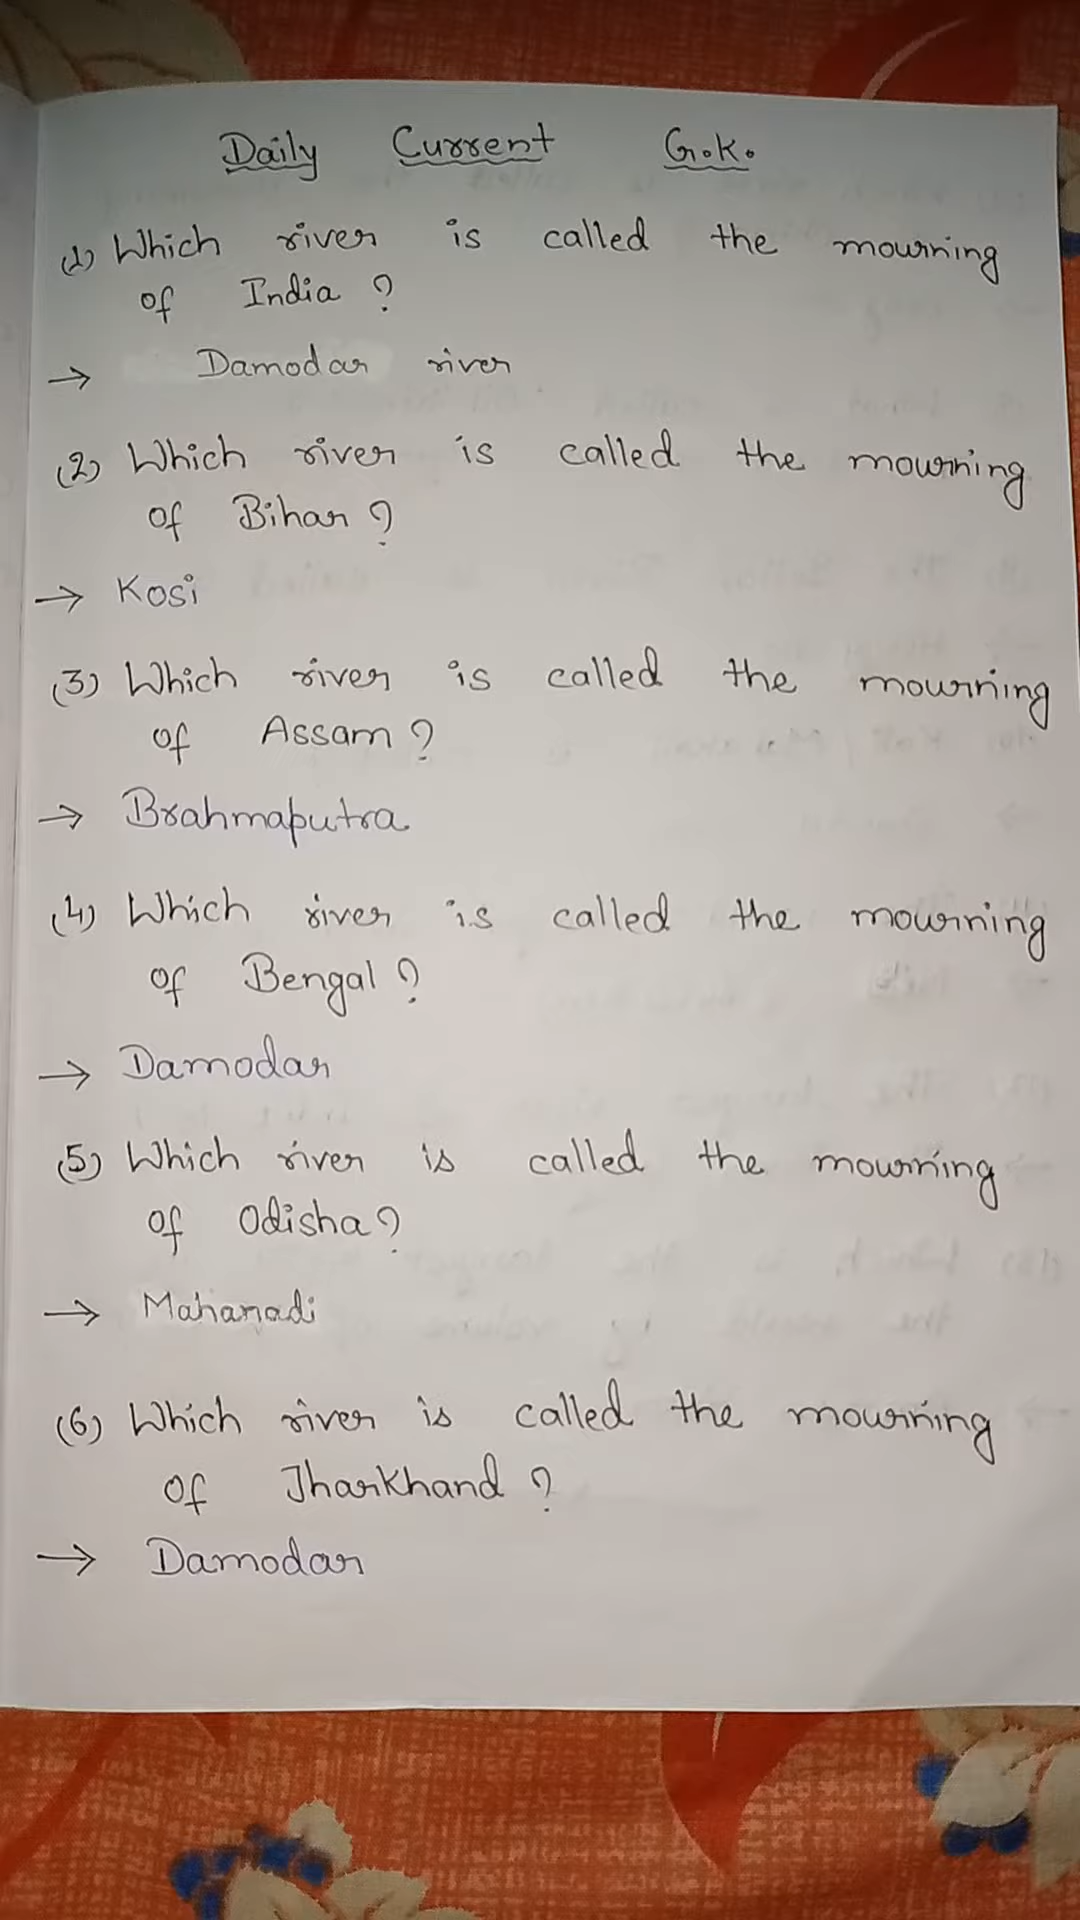 Daily Current G.K.
(1) Which river is called the mourning
of India ?
→ Damodar river
(2) Which river is called the mourning
of Bihar ?
→ Kosi
(3) Which river is called the mourning
of Assam ?
→ Brahmaputra
(4) Which river is called the mourning
of Bengal ?
→ Damodar
(5) Which river is called the mourning
of Odisha ?
→ Mahanadi
(6) Which river is called the mourning
of Jharkhand ?
→ Damodar